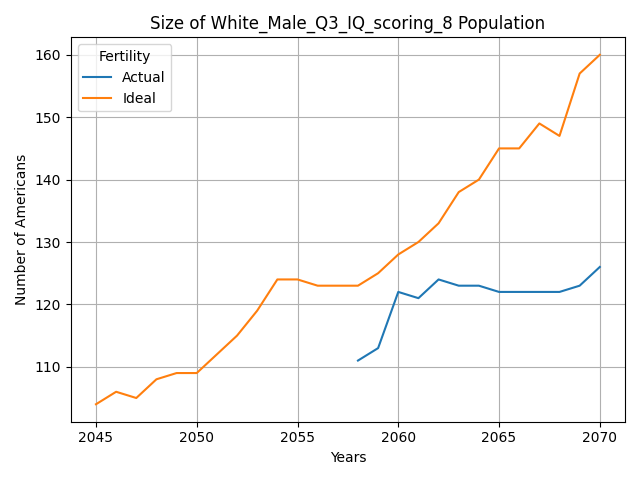 Size of White_Male_Q3_IQ_scoring_8 Population
Fertility
Actual
Ideal
Number of Americans
160
150
140
130
120
110
2045 2050 2055 2060 2065 2070
Years